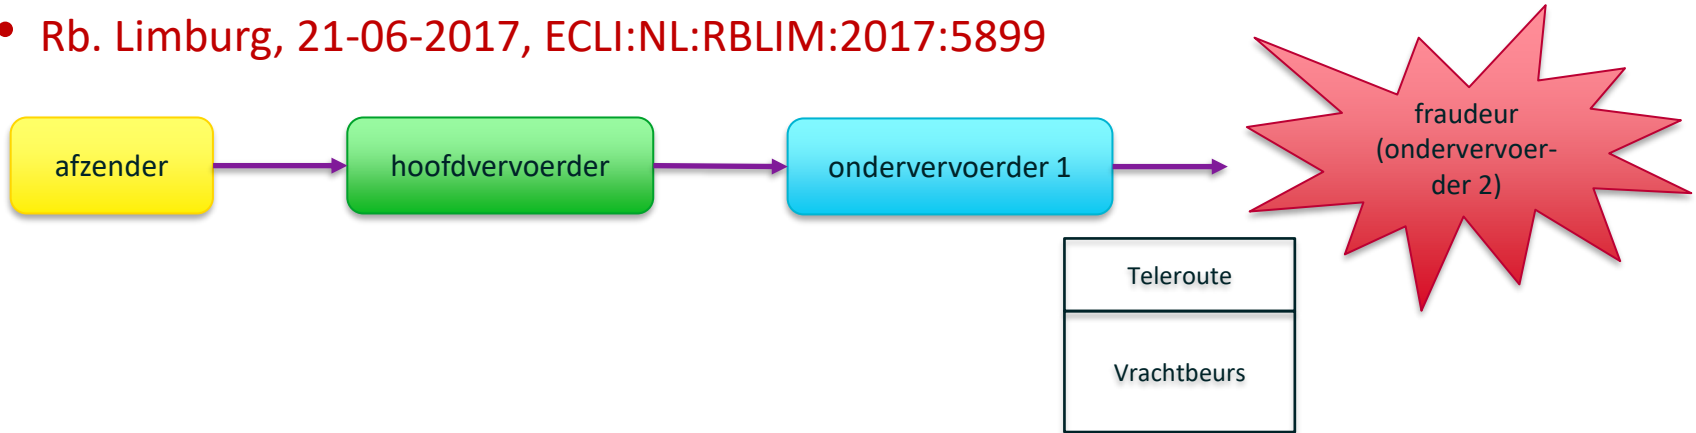 • Rb. Limburg, 21-06-2017, ECLI:NL:RBLIM:2017:5899
afzender
hoofdvervoerder
ondervervoerder 1
fraudeur
(ondervervoer-
der 2)
Teleroute
Vrachtbeurs